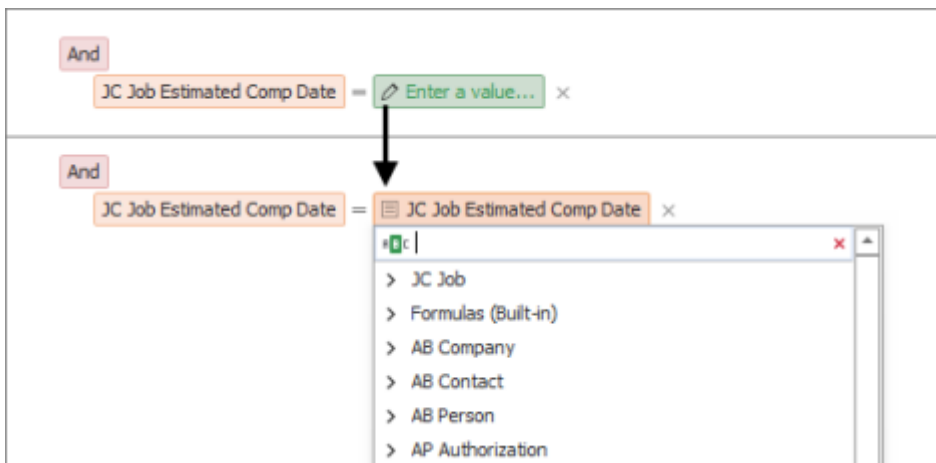 And
JC Job Estimated Comp Date = Enter a value... ×
And
JC Job Estimated Comp Date = JC Job Estimated Comp Date ×
ABC
> JC Job
> Formulas (Built-in)
> AB Company
> AB Contact
> AB Person
> AP Authorization